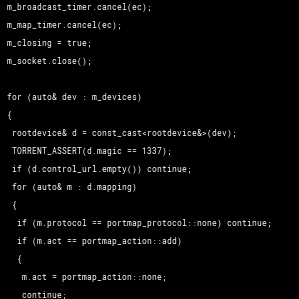 m_broadcast_timer.cancel(ec);
m_map_timer.cancel(ec);
m_closing = true;
m_socket.close();
for (auto& dev : m_devices)
{
rootdevice& d = const_cast<rootdevice&>(dev);
TORRENT_ASSERT(d.magic == 1337);
if (d.control_url.empty()) continue;
for (auto& m : d.mapping)
{
if (m.protocol == portmap_protocol::none) continue;
if (m.act == portmap_action::add)
{
m.act = portmap_action::none;
continue;